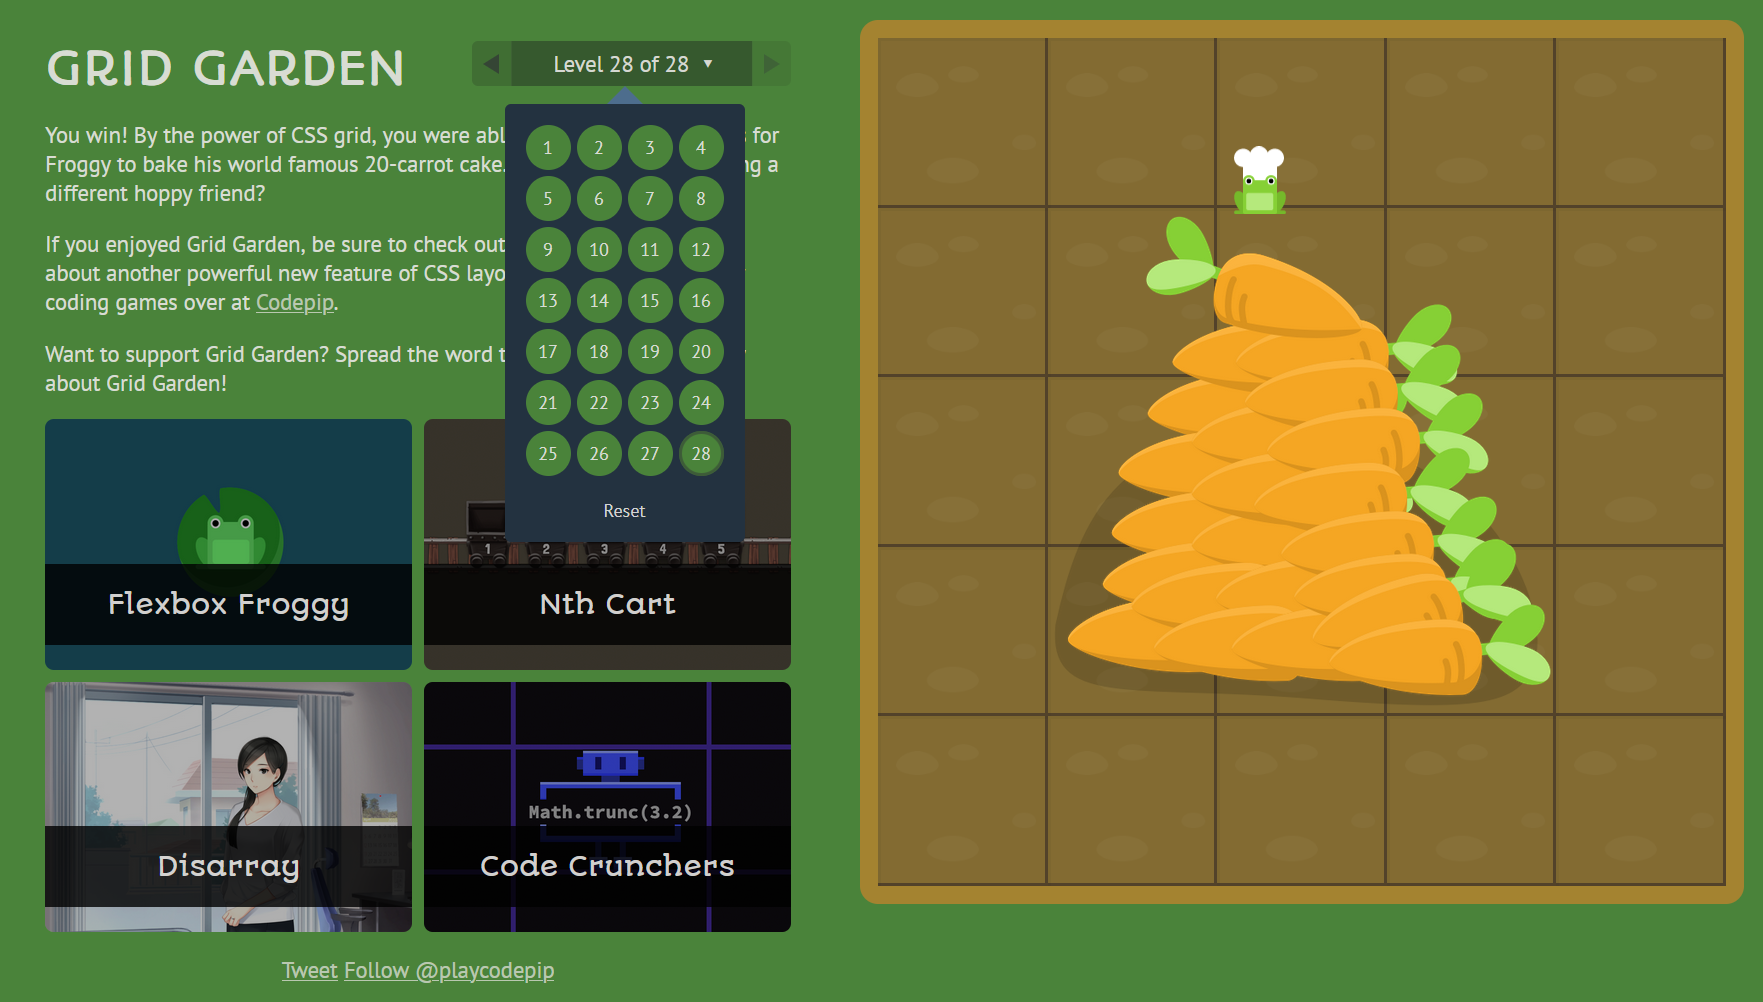 GRID GARDEN
Level 28 of 28 ▼
You win! By the power of CSS grid, you were abl for
Froggy to bake his world famous 20-carrot cake. ng a
different hoppy friend?
If you enjoyed Grid Garden, be sure to check out
about another powerful new feature of CSS layo
coding games over at Codepip.
Want to support Grid Garden? Spread the word t
about Grid Garden!
1 2 3 4
5 6 7 8
9 10 11 12
13 14 15 16
17 18 19 20
21 22 23 24
25 26 27 28
Reset
Flexbox Froggy
1 2 3 4 5
Nth Cart
Disarray
Math.trunc(3.2)
Code Crunchers
Tweet Follow @playcodepip